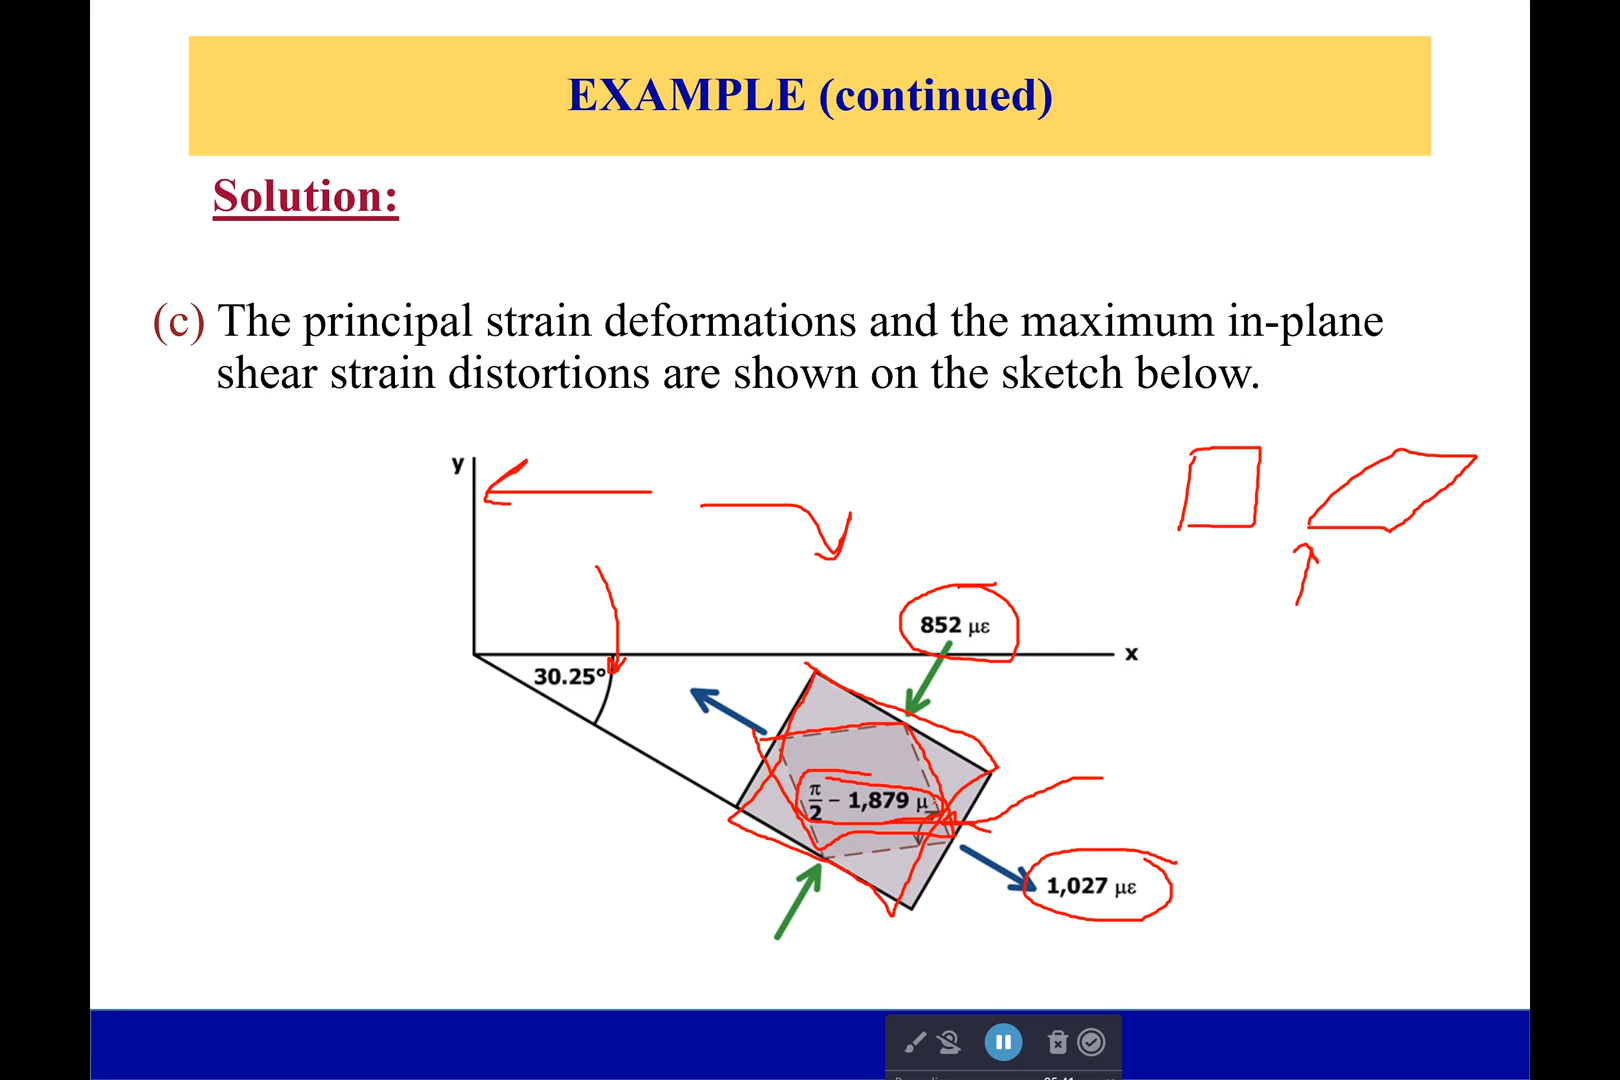 EXAMPLE (continued)
Solution:
(c) The principal strain deformations and the maximum in-plane
shear strain distortions are shown on the sketch below.
y
852 με
x
30.25°
π/2 − 1,879 μ
1,027 με